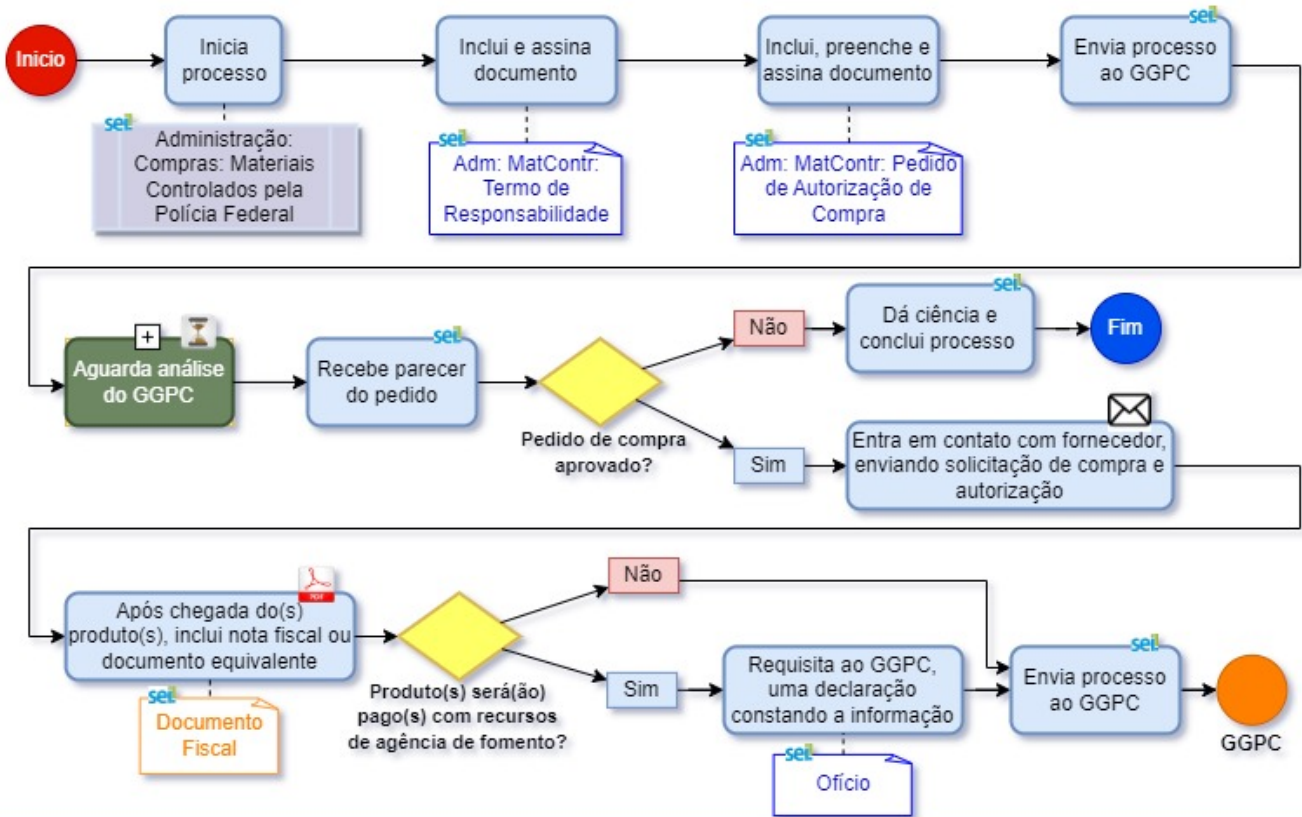 Inicio
Inicia
processo
sei!
Administração:
Compras: Materiais
Controlados pela
Polícia Federal
Inclui e assina
documento
sei!
Adm: MatContr:
Termo de
Responsabilidade
Inclui, preenche e
assina documento
sei!
Adm: MatContr: Pedido
de Autorização de
Compra
sei!
Envia processo
ao GGPC
+
Aguarda análise
do GGPC
sei!
Recebe parecer
do pedido
Pedido de compra
aprovado?
Não
sei!
Dá ciência e
conclui processo
Fim
Sim
Entra em contato com fornecedor,
enviando solicitação de compra e
autorização
PDF
Após chegada do(s)
produto(s), inclui nota fiscal ou
documento equivalente
sei!
Documento
Fiscal
Produto(s) será(ão)
pago(s) com recursos
de agência de fomento?
Não
Sim
Requisita ao GGPC,
uma declaração
constando a informação
sei!
Ofício
sei!
Envia processo
ao GGPC
GGPC